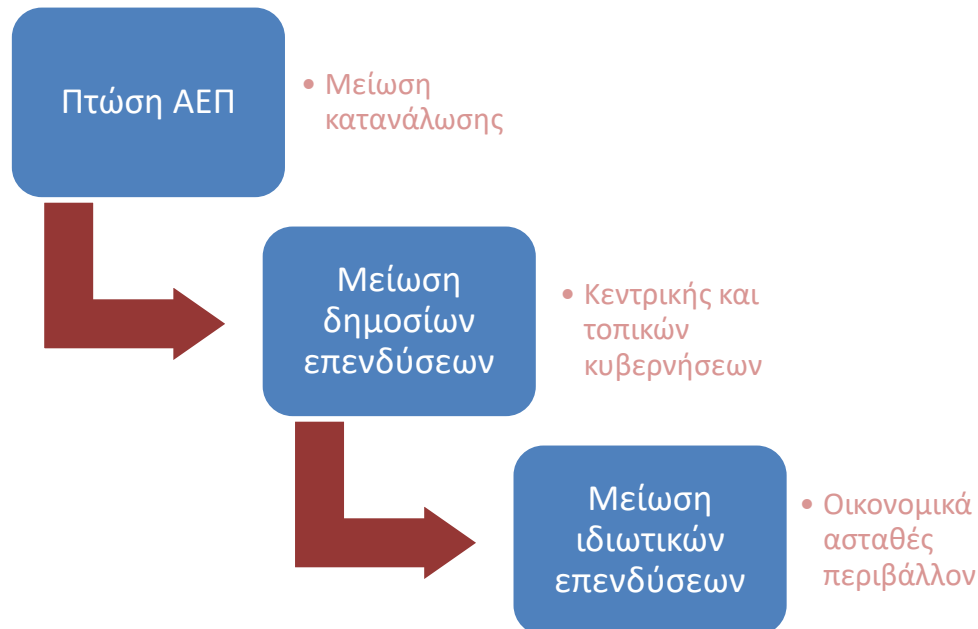 Πτώση ΑΕΠ
• Μείωση
κατανάλωσης
Μείωση
δημοσίων
επενδύσεων
• Κεντρικής και
τοπικών
κυβερνήσεων
Μείωση
ιδιωτικών
επενδύσεων
• Οικονομικά
ασταθές
περιβάλλον